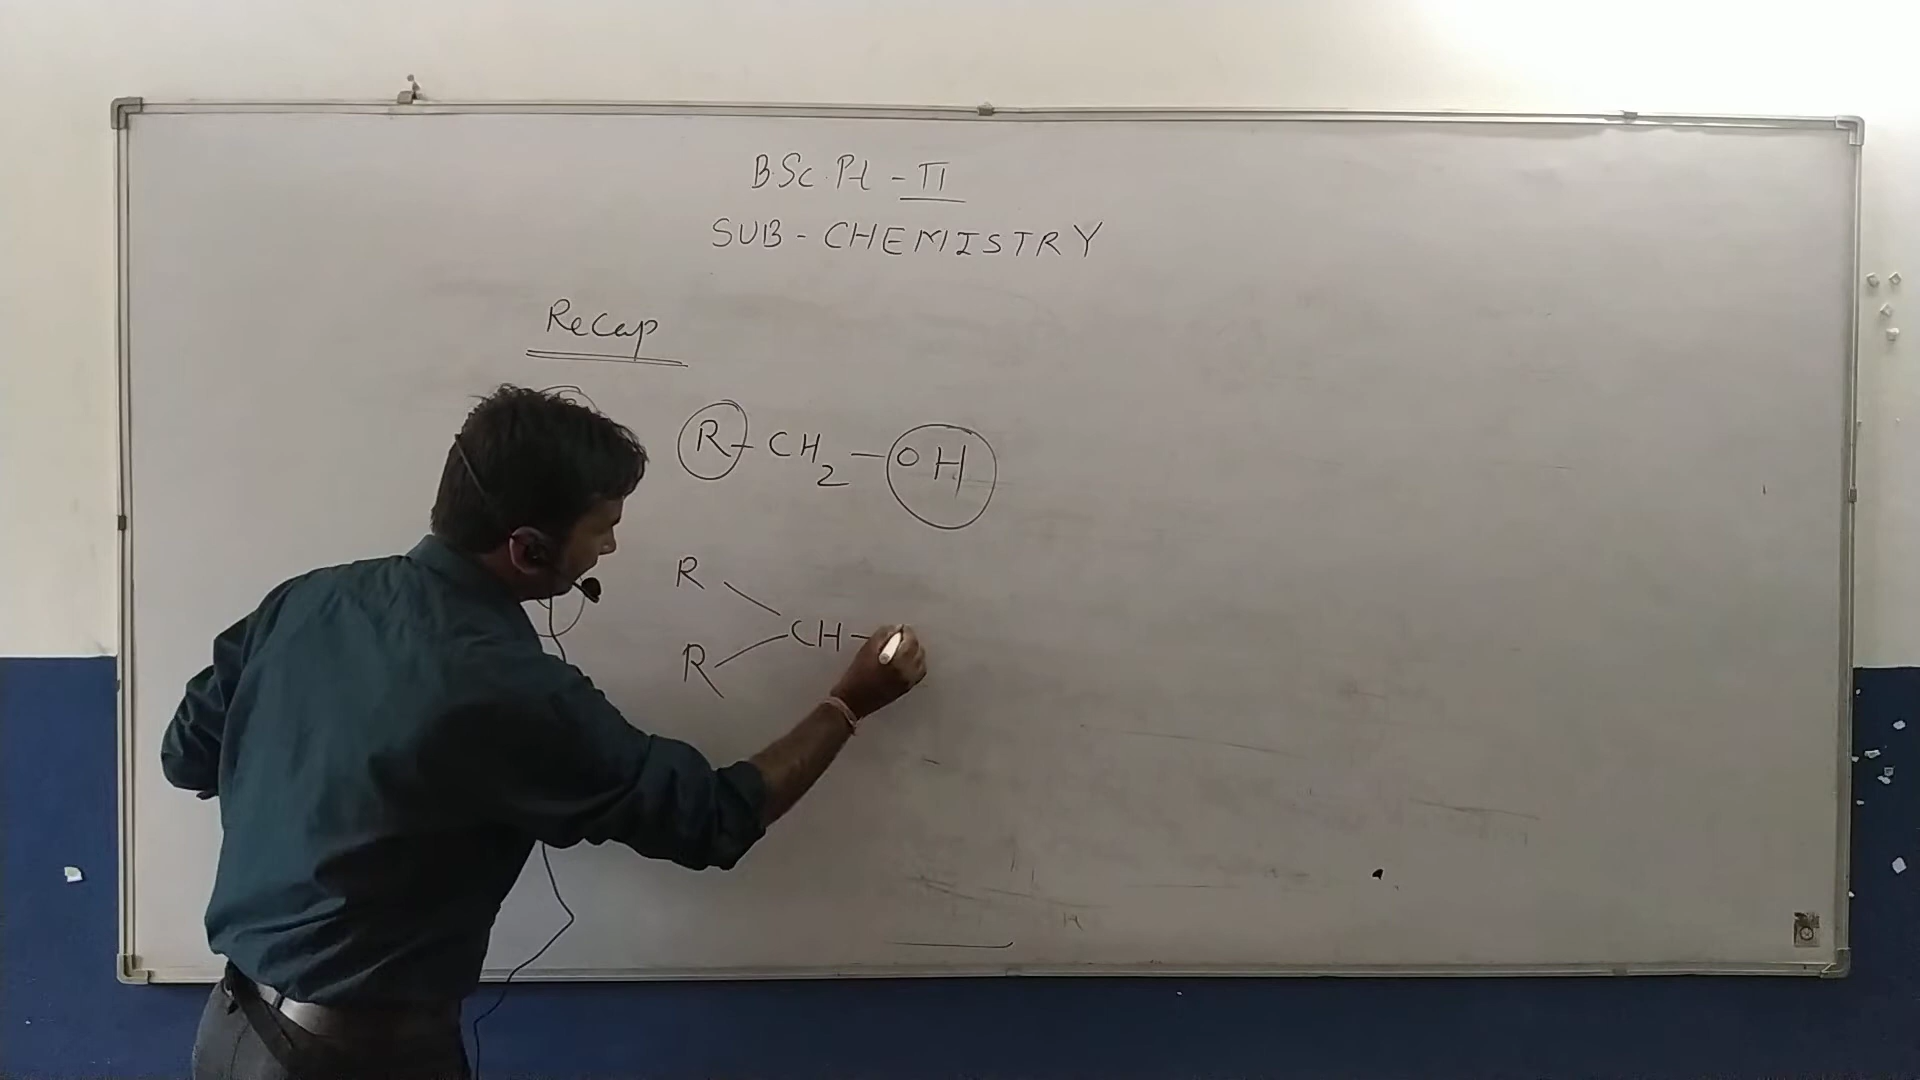 B.Sc. Pt - II
SUB - CHEMISTRY
Recap
R - CH2 - OH
R
CH -
R